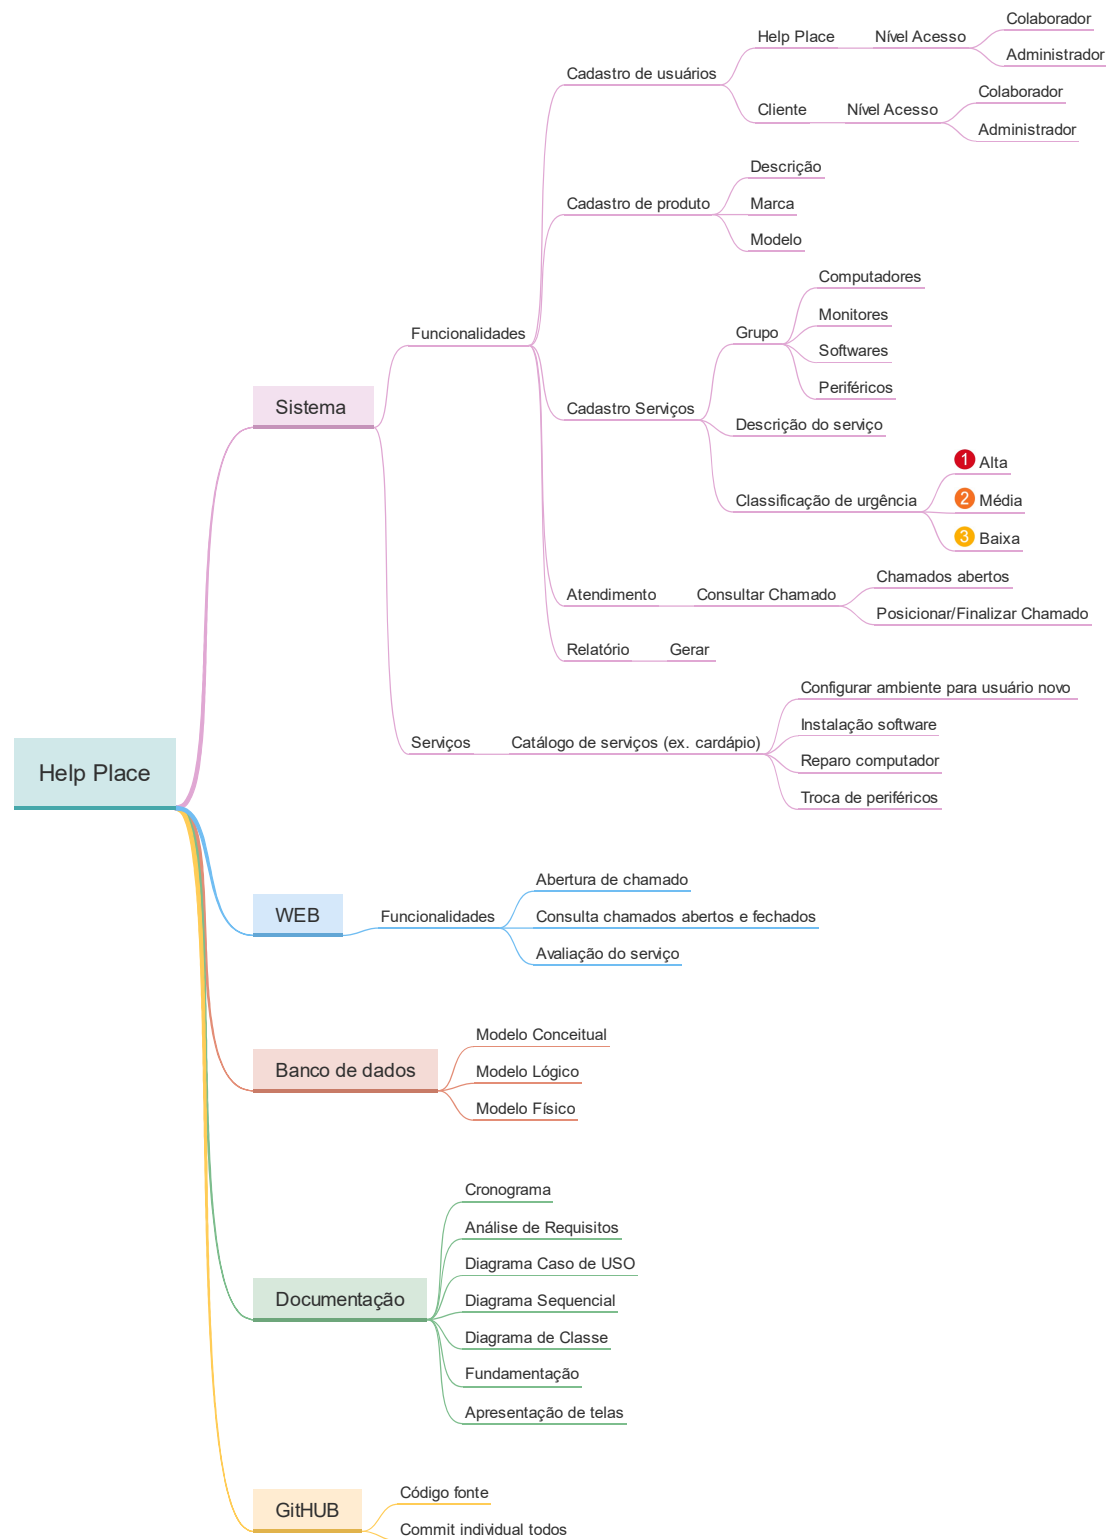 Help Place
Sistema
Funcionalidades
Cadastro de usuários
Help Place
Nível Acesso
Colaborador
Administrador
Cliente
Nível Acesso
Colaborador
Administrador
Cadastro de produto
Descrição
Marca
Modelo
Cadastro Serviços
Grupo
Computadores
Monitores
Softwares
Periféricos
Descrição do serviço
Classificação de urgência
1 Alta
2 Média
3 Baixa
Atendimento
Consultar Chamado
Chamados abertos
Posicionar/Finalizar Chamado
Relatório
Gerar
Serviços
Catálogo de serviços (ex. cardápio)
Configurar ambiente para usuário novo
Instalação software
Reparo computador
Troca de periféricos
WEB
Funcionalidades
Abertura de chamado
Consulta chamados abertos e fechados
Avaliação do serviço
Banco de dados
Modelo Conceitual
Modelo Lógico
Modelo Físico
Documentação
Cronograma
Análise de Requisitos
Diagrama Caso de USO
Diagrama Sequencial
Diagrama de Classe
Fundamentação
Apresentação de telas
GitHUB
Código fonte
Commit individual todos